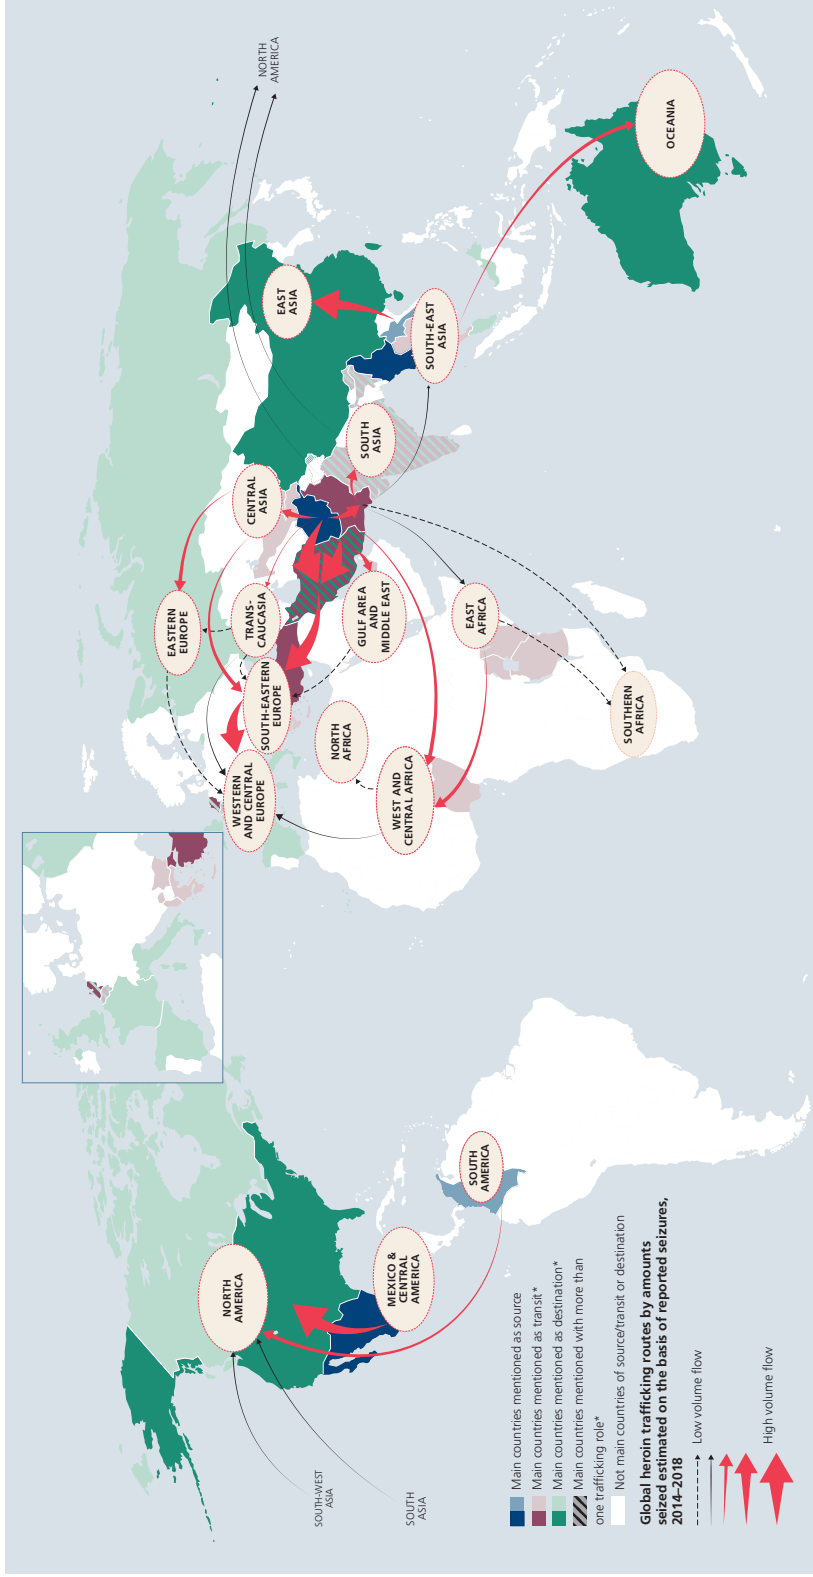 NORTH
AMERICA
SOUTH-WEST
ASIA
SOUTH
ASIA
MEXICO &
CENTRAL
AMERICA
SOUTH
AMERICA
WESTERN
AND CENTRAL
EUROPE
SOUTH-EASTERN
EUROPE
EASTERN
EUROPE
TRANS-
CAUCASIA
CENTRAL
ASIA
NORTH
AFRICA
WEST AND
CENTRAL AFRICA
GULF AREA
AND
MIDDLE EAST
EAST
AFRICA
SOUTHERN
AFRICA
SOUTH
ASIA
EAST
ASIA
SOUTH-EAST
ASIA
OCEANIA
NORTH
AMERICA
Main countries mentioned as source
Main countries mentioned as transit*
Main countries mentioned as destination*
Main countries mentioned with more than
one trafficking role*
Not main countries of source/transit or destination
Global heroin trafficking routes by amounts
seized estimated on the basis of reported seizures,
2014–2018
Low volume flow
High volume flow